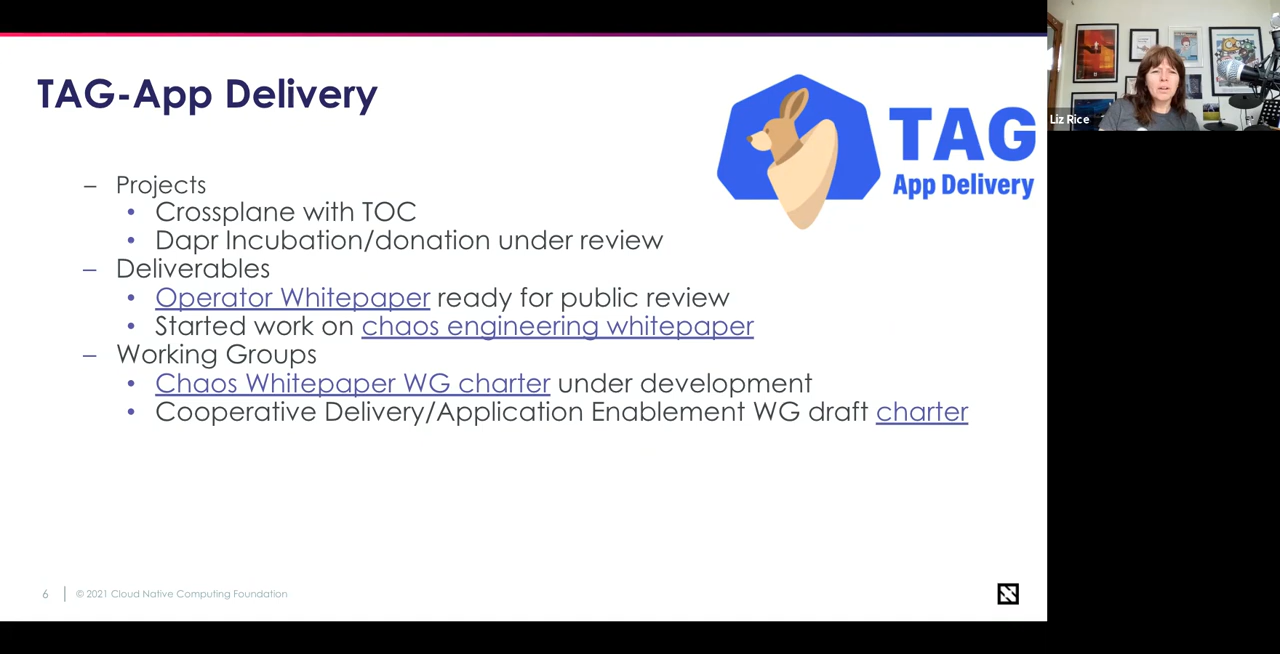 TAG-App Delivery
TAG
App Delivery
Liz Rice
– Projects
• Crossplane with TOC
• Dapr Incubation/donation under review
– Deliverables
• Operator Whitepaper ready for public review
• Started work on chaos engineering whitepaper
– Working Groups
• Chaos Whitepaper WG charter under development
• Cooperative Delivery/Application Enablement WG draft charter
6 | © 2021 Cloud Native Computing Foundation